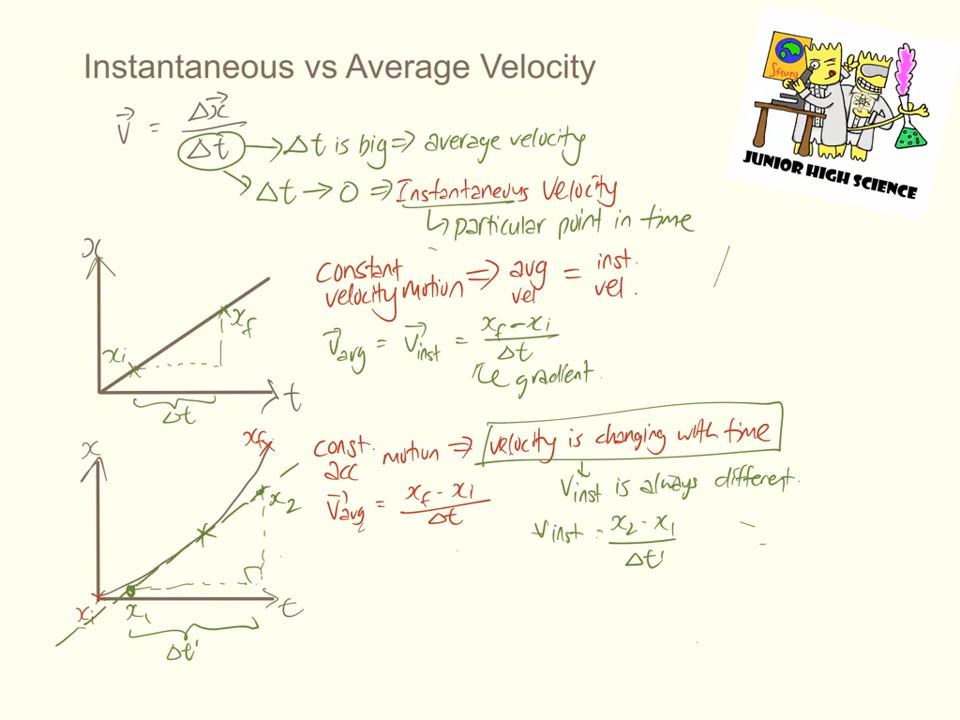 Instantaneous vs Average Velocity
V⃗ = Δx⃗ / Δt
→ Δt is big ⇒ average velocity
→ Δt → 0 ⇒ Instantaneous Velocity
↳ particular point in time
Sfeung
JUNIOR HIGH SCIENCE
x
xf
xi
Δt
t
constant velocity motion ⇒ avg vel = inst. vel.
V⃗avg = V⃗inst = xf - xi / Δt
ie gradient.
x
xf
x2
xi
x1
t
Δt'
const. acc motion ⇒ velocity is changing with time
V⃗avg = xf - xi / Δt
Vinst is always different.
Vinst = x2 - x1 / Δt'